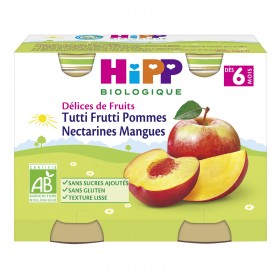 HiPP
BIOLOGIQUE
DÈS 6 MOIS
Délices de Fruits
Tutti Frutti Pommes
Nectarines Mangues
AB
AGRICULTURE
BIOLOGIQUE
✓SANS SUCRES AJOUTÉS
✓SANS GLUTEN
✓TEXTURE LISSE